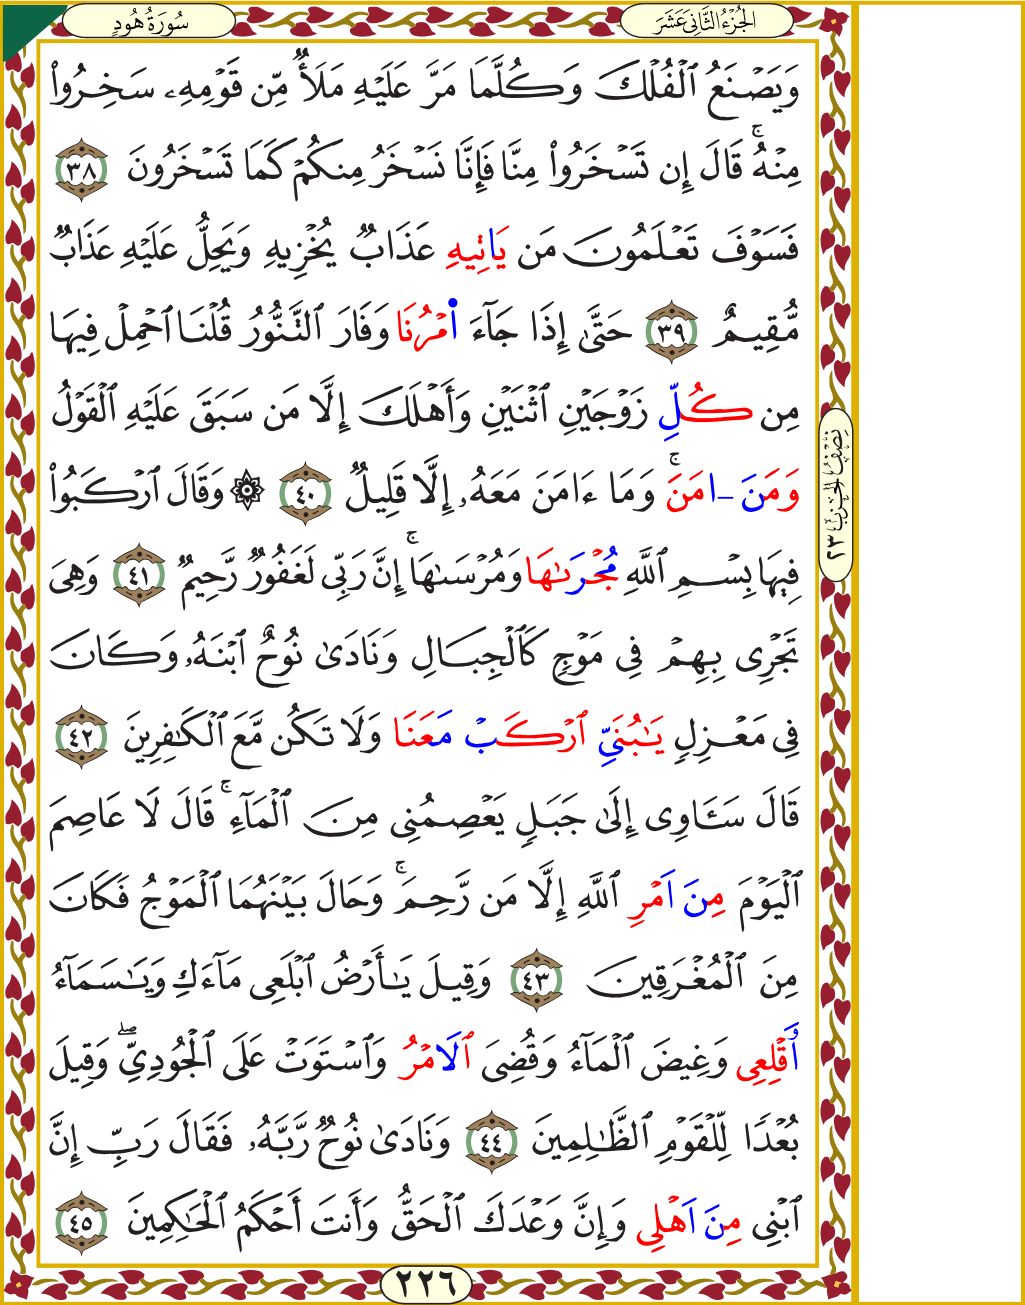 سُورَةُ هُودٍ
الجُزْءُ الثَّانِي عَشَرَ
وَيَصْنَعُ ٱلْفُلْكَ وَكُلَّمَا مَرَّ عَلَيْهِ مَلَأٌ مِّن قَوْمِهِۦ سَخِرُوا۟
مِنْهُ ۚ قَالَ إِن تَسْخَرُوا۟ مِنَّا فَإِنَّا نَسْخَرُ مِنكُمْ كَمَا تَسْخَرُونَ ٣٨
فَسَوْفَ تَعْلَمُونَ مَن يَاتِيهِ عَذَابٌ يُخْزِيهِ وَيَحِلُّ عَلَيْهِ عَذَابٌ
مُّقِيمٌ ٣٩ حَتَّىٰ إِذَا جَآءَ ا۬مْرُنَا وَفَارَ ٱلتَّنُّورُ قُلْنَا ٱحْمِلْ فِيهَا
مِن كُلِّ زَوْجَيْنِ ٱثْنَيْنِ وَأَهْلَكَ إِلَّا مَن سَبَقَ عَلَيْهِ ٱلْقَوْلُ
وَمَنَ ـامَنَ ۚ وَمَا ءَامَنَ مَعَهُۥ إِلَّا قَلِيلٌ ٤٠ ۞ وَقَالَ ٱرْكَبُوا۟
فِيهَا بِسْمِ ٱللَّهِ مُجْرَىٰهَا وَمُرْسَىٰهَا ۚ إِنَّ رَبِّى لَغَفُورٌ رَّحِيمٌ ٤١ وَهِىَ
تَجْرِى بِهِمْ فِى مَوْجٍ كَٱلْجِبَالِ وَنَادَىٰ نُوحٌ ٱبْنَهُۥ وَكَانَ
فِى مَعْزِلٍ يَٰبُنَىِّ ٱرْكَبْ مَعَنَا وَلَا تَكُن مَّعَ ٱلْكَٰفِرِينَ ٤٢
قَالَ سَـَٔاوِى إِلَىٰ جَبَلٍ يَعْصِمُنِى مِنَ ٱلْمَآءِ ۚ قَالَ لَا عَاصِمَ
ٱلْيَوْمَ مِنَ اَمْرِ ٱللَّهِ إِلَّا مَن رَّحِمَ ۚ وَحَالَ بَيْنَهُمَا ٱلْمَوْجُ فَكَانَ
مِنَ ٱلْمُغْرَقِينَ ٤٣ وَقِيلَ يَٰٓأَرْضُ ٱبْلَعِى مَآءَكِ وَيَٰسَمَآءُ
أَقْلِعِى وَغِيضَ ٱلْمَآءُ وَقُضِىَ ٱلَامْرُ وَٱسْتَوَتْ عَلَى ٱلْجُودِىِّ ۖ وَقِيلَ
بُعْدًا لِّلْقَوْمِ ٱلظَّٰلِمِينَ ٤٤ وَنَادَىٰ نُوحٌ رَّبَّهُۥ فَقَالَ رَبِّ إِنَّ
ٱبْنِى مِنَ اَهْلِى وَإِنَّ وَعْدَكَ ٱلْحَقُّ وَأَنتَ أَحْكَمُ ٱلْحَٰكِمِينَ ٤٥
نِصْفُ الحِزْبِ ٢٣
٢٢٦